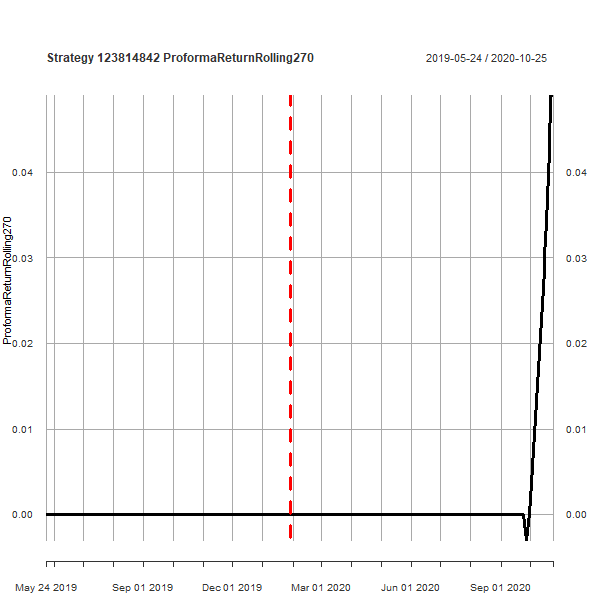 Strategy 123814842 ProformaReturnRolling270
2019-05-24 / 2020-10-25
ProformaReturnRolling270
0.04
0.03
0.02
0.01
0.00
0.04
0.03
0.02
0.01
0.00
May 24 2019
Sep 01 2019
Dec 01 2019
Mar 01 2020
Jun 01 2020
Sep 01 2020